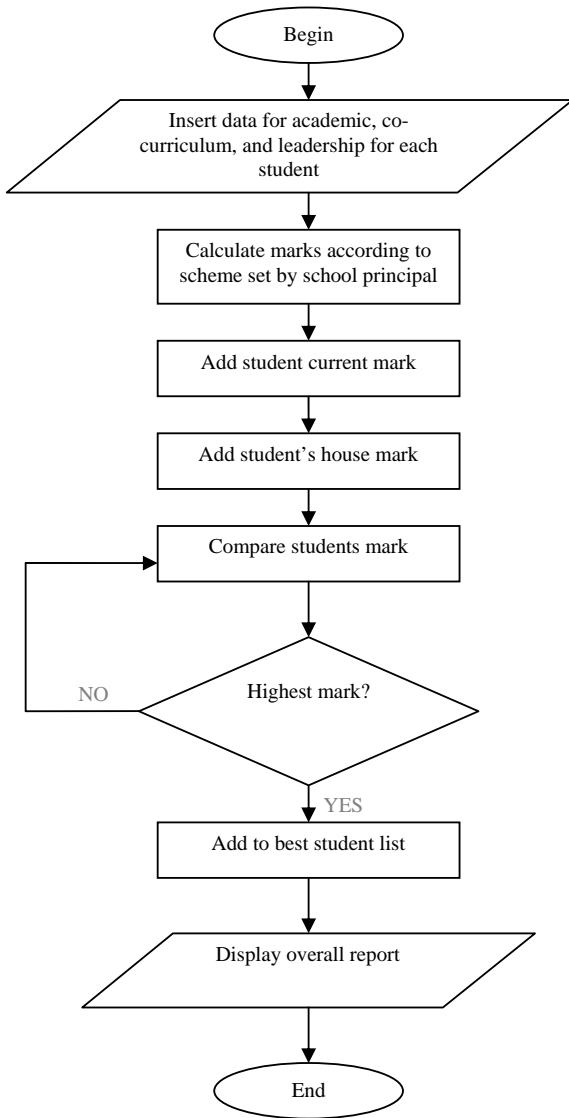 Begin
Insert data for academic, co-
curriculum, and leadership for each
student
Calculate marks according to
scheme set by school principal
Add student current mark
Add student’s house mark
Compare students mark
Highest mark?
NO
YES
Add to best student list
Display overall report
End